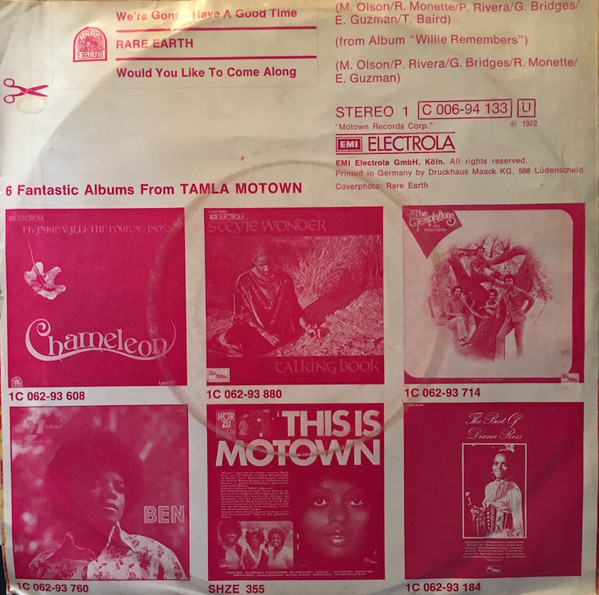 We're Gonna Have A Good Time
RARE EARTH
Would You Like To Come Along
(M. Olson/R. Monette/P. Rivera/G. Bridges/
E. Guzman/T. Baird)
(from Album "Willie Remembers")
(M. Olson/P. Rivera/G. Bridges/R. Monette/
E. Guzman)
STEREO 1 C 006-94 133 U
"Motown Records Corp." ℗ 1972
EMI ELECTROLA
EMI Electrola GmbH, Köln. All rights reserved.
Printed in Germany by Druckhaus Maack KG, 588 Lüdenscheid
Coverphoto: Rare Earth
6 Fantastic Albums From TAMLA MOTOWN
Chameleon
1C 062-93 608
STEVIE WONDER
TALKING BOOK
1C 062-93 880
The Temptations
1C 062-93 714
BEN
1C 062-93 760
HÖR
ZU
THIS IS
MOTOWN
SHZE 355
The Best Of
Diana Ross
1C 062-93 184